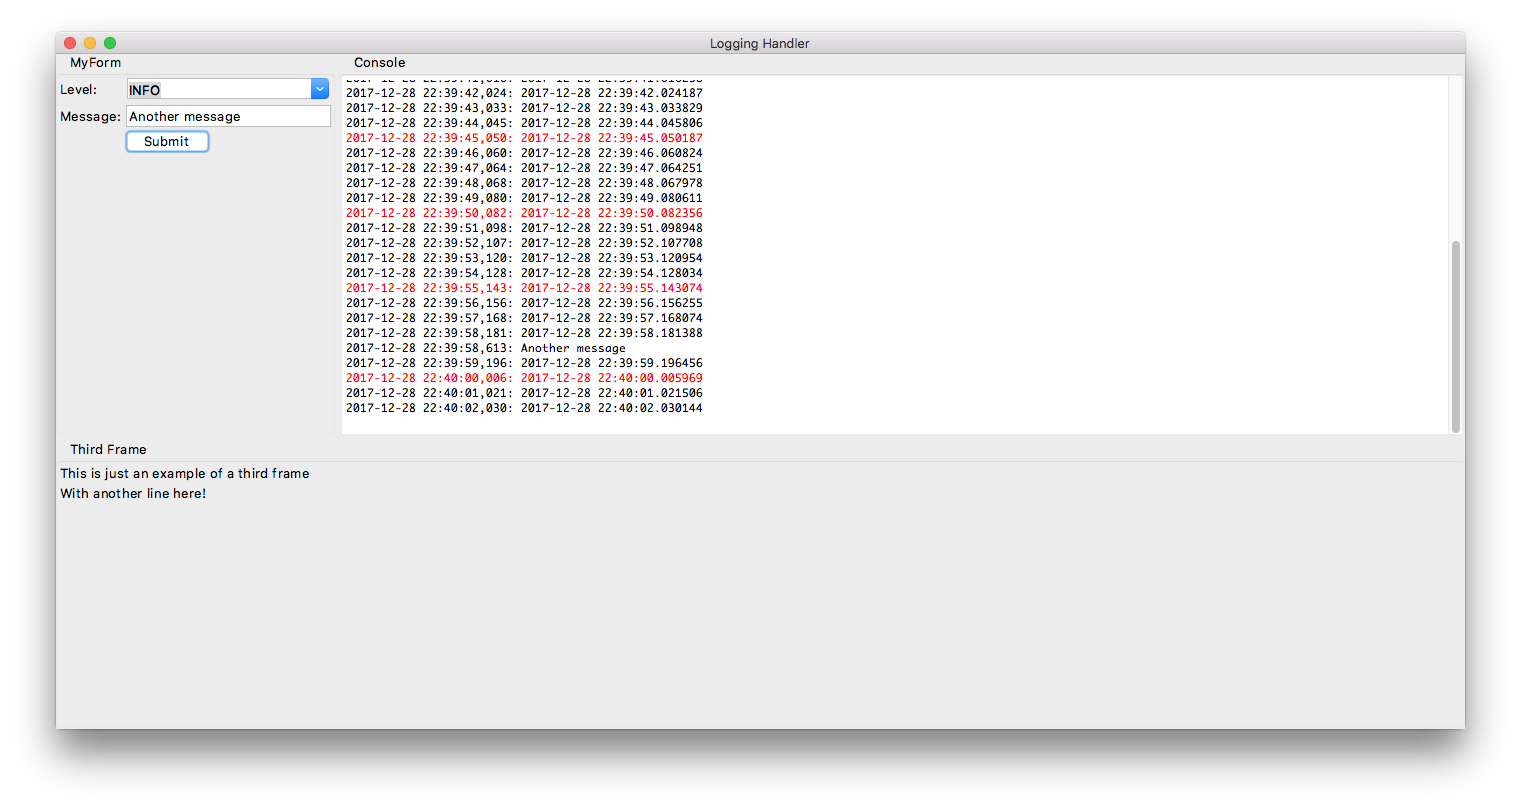 Logging Handler
MyForm
Console
Level:
INFO
Message:
Another message
Submit
2017-12-28 22:39:42,024: 2017-12-28 22:39:42.024187
2017-12-28 22:39:43,033: 2017-12-28 22:39:43.033829
2017-12-28 22:39:44,045: 2017-12-28 22:39:44.045806
2017-12-28 22:39:45,050: 2017-12-28 22:39:45.050187
2017-12-28 22:39:46,060: 2017-12-28 22:39:46.060824
2017-12-28 22:39:47,064: 2017-12-28 22:39:47.064251
2017-12-28 22:39:48,068: 2017-12-28 22:39:48.067978
2017-12-28 22:39:49,080: 2017-12-28 22:39:49.080611
2017-12-28 22:39:50,082: 2017-12-28 22:39:50.082356
2017-12-28 22:39:51,098: 2017-12-28 22:39:51.098948
2017-12-28 22:39:52,107: 2017-12-28 22:39:52.107708
2017-12-28 22:39:53,120: 2017-12-28 22:39:53.120954
2017-12-28 22:39:54,128: 2017-12-28 22:39:54.128034
2017-12-28 22:39:55,143: 2017-12-28 22:39:55.143074
2017-12-28 22:39:56,156: 2017-12-28 22:39:56.156255
2017-12-28 22:39:57,168: 2017-12-28 22:39:57.168074
2017-12-28 22:39:58,181: 2017-12-28 22:39:58.181388
2017-12-28 22:39:58,613: Another message
2017-12-28 22:39:59,196: 2017-12-28 22:39:59.196456
2017-12-28 22:40:00,006: 2017-12-28 22:40:00.005969
2017-12-28 22:40:01,021: 2017-12-28 22:40:01.021506
2017-12-28 22:40:02,030: 2017-12-28 22:40:02.030144
Third Frame
This is just an example of a third frame
With another line here!